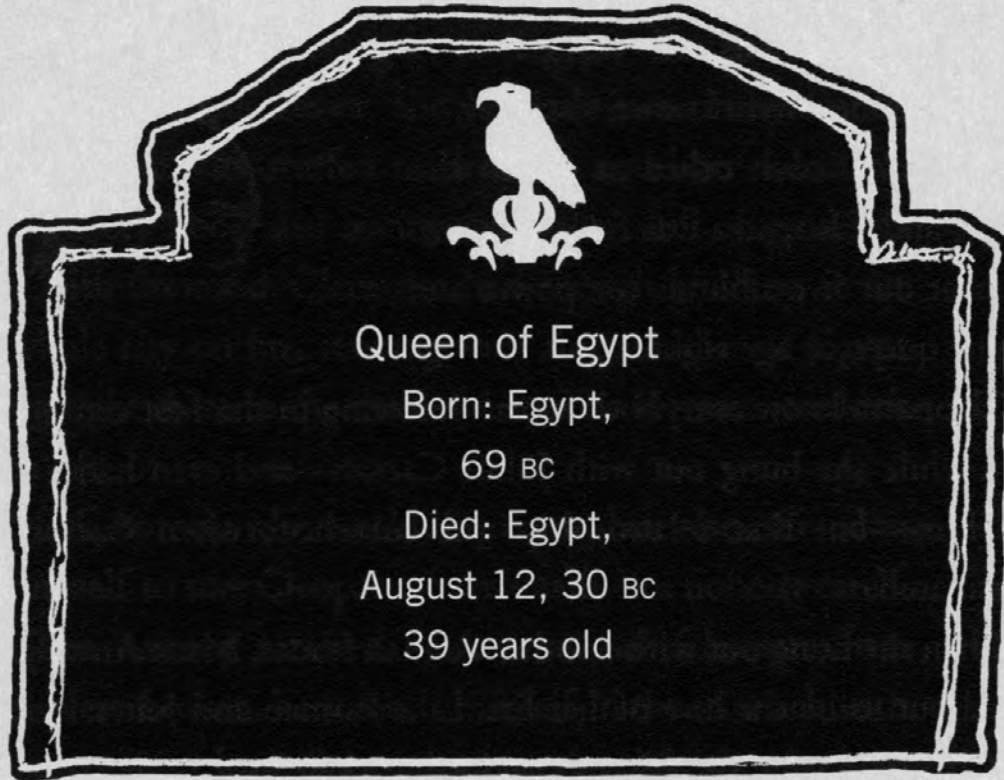 Queen of Egypt
Born: Egypt,
69 BC
Died: Egypt,
August 12, 30 BC
39 years old